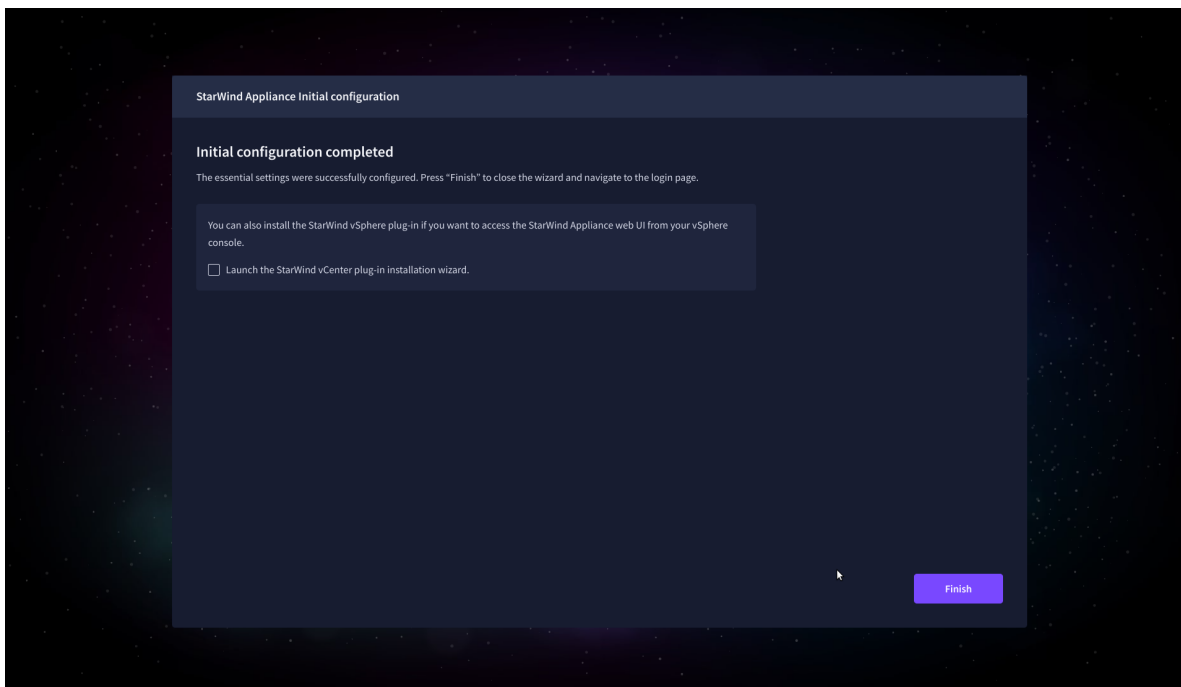 StarWind Appliance Initial configuration
Initial configuration completed
The essential settings were successfully configured. Press “Finish” to close the wizard and navigate to the login page.
You can also install the StarWind vSphere plug-in if you want to access the StarWind Appliance web UI from your vSphere
console.
Launch the StarWind vCenter plug-in installation wizard.
Finish